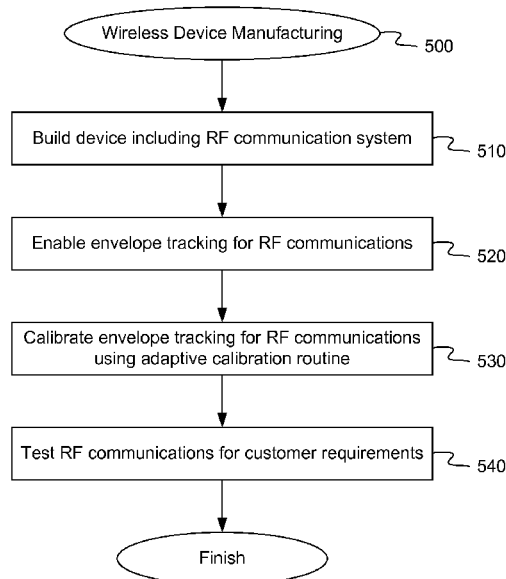 Wireless Device Manufacturing
500
Build device including RF communication system
510
Enable envelope tracking for RF communications
520
Calibrate envelope tracking for RF communications
using adaptive calibration routine
530
Test RF communications for customer requirements
540
Finish